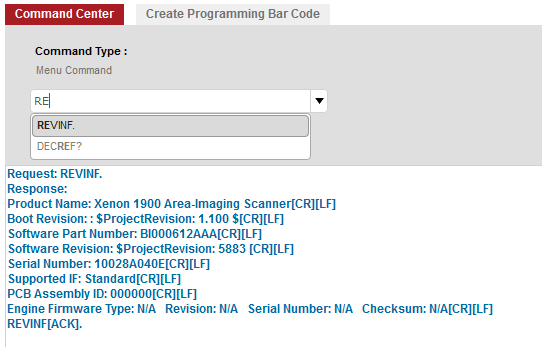 Command Center
Create Programming Bar Code
Command Type :
Menu Command
RE
REVINF.
DECREF?
Request: REVINF.
Response:
Product Name: Xenon 1900 Area-Imaging Scanner[CR][LF]
Boot Revision: : $ProjectRevision: 1.100 $[CR][LF]
Software Part Number: BI000612AAA[CR][LF]
Software Revision: $ProjectRevision: 5883 [CR][LF]
Serial Number: 10028A040E[CR][LF]
Supported IF: Standard[CR][LF]
PCB Assembly ID: 000000[CR][LF]
Engine Firmware Type: N/A   Revision: N/A   Serial Number: N/A   Checksum: N/A[CR][LF]
REVINF[ACK].